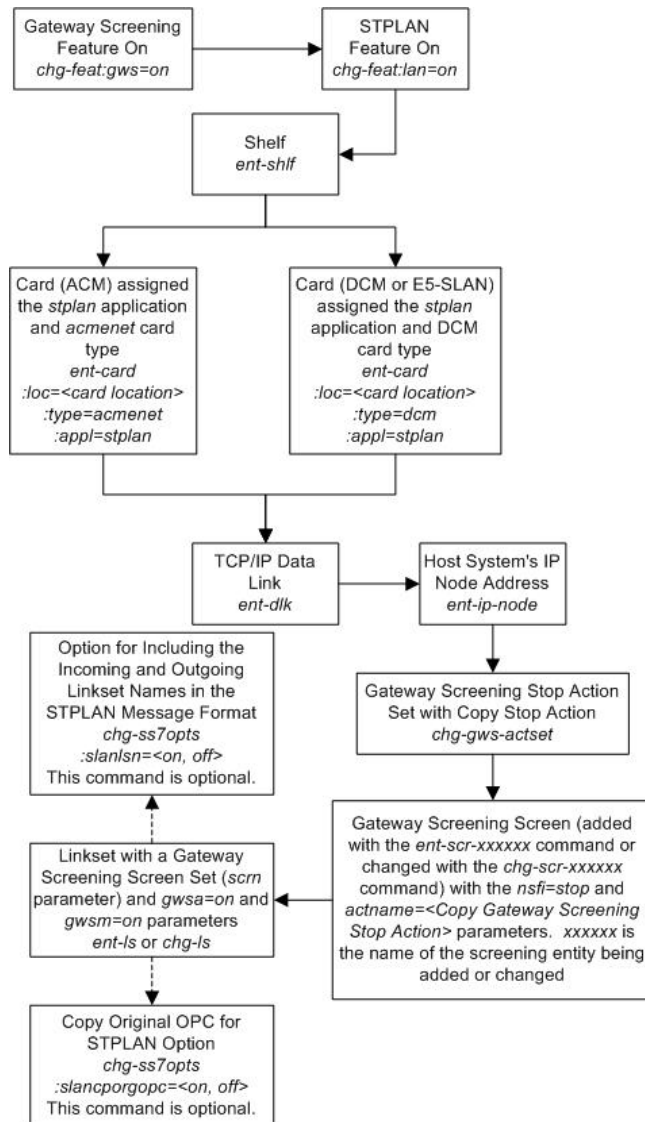 Gateway Screening
Feature On
chg-feat:gws=on
STPLAN
Feature On
chg-feat:lan=on
Shelf
ent-shlf
Card (ACM) assigned
the stplan application
and acmenet card
type
ent-card
:loc=<card location>
:type=acmenet
:appl=stplan
Card (DCM or E5-SLAN)
assigned the stplan
application and DCM
card type
ent-card
:loc=<card location>
:type=dcm
:appl=stplan
TCP/IP Data
Link
ent-dlk
Host System's IP
Node Address
ent-ip-node
Option for Including the
Incoming and Outgoing
Linkset Names in the
STPLAN Message Format
chg-ss7opts
:slanlsn=<on, off>
This command is optional.
Gateway Screening Stop Action
Set with Copy Stop Action
chg-gws-actset
Linkset with a Gateway
Screening Screen Set (scrn
parameter) and gwsa=on and
gwsm=on parameters
ent-ls or chg-ls
Gateway Screening Screen (added
with the ent-scr-xxxxxx command or
changed with the chg-scr-xxxxxx
command) with the nsfi=stop and
actname=<Copy Gateway Screening
Stop Action> parameters. xxxxxx is
the name of the screening entity being
added or changed
Copy Original OPC for
STPLAN Option
chg-ss7opts
:slancporgopc=<on, off>
This command is optional.